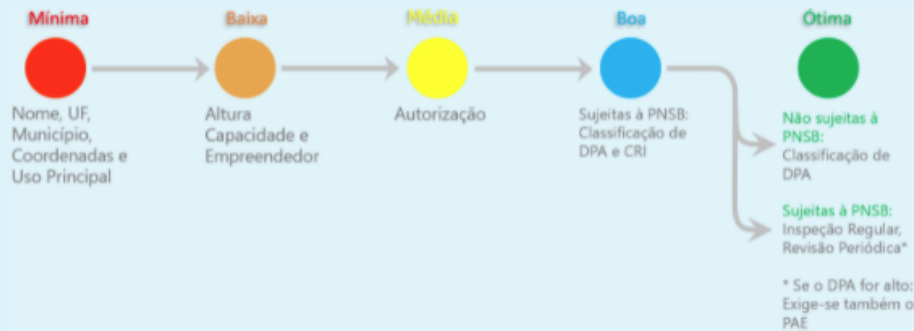 Mínima
Nome, UF,
Município,
Coordenadas e
Uso Principal
Baixa
Altura
Capacidade e
Empreendedor
Média
Autorização
Boa
Sujeitas à PNSB:
Classificação de
DPA e CRI
Ótima
Não sujeitas à
PNSB:
Classificação de
DPA
Sujeitas à PNSB:
Inspeção Regular,
Revisão Periódica*
* Se o DPA for alto:
Exige-se também o
PAE